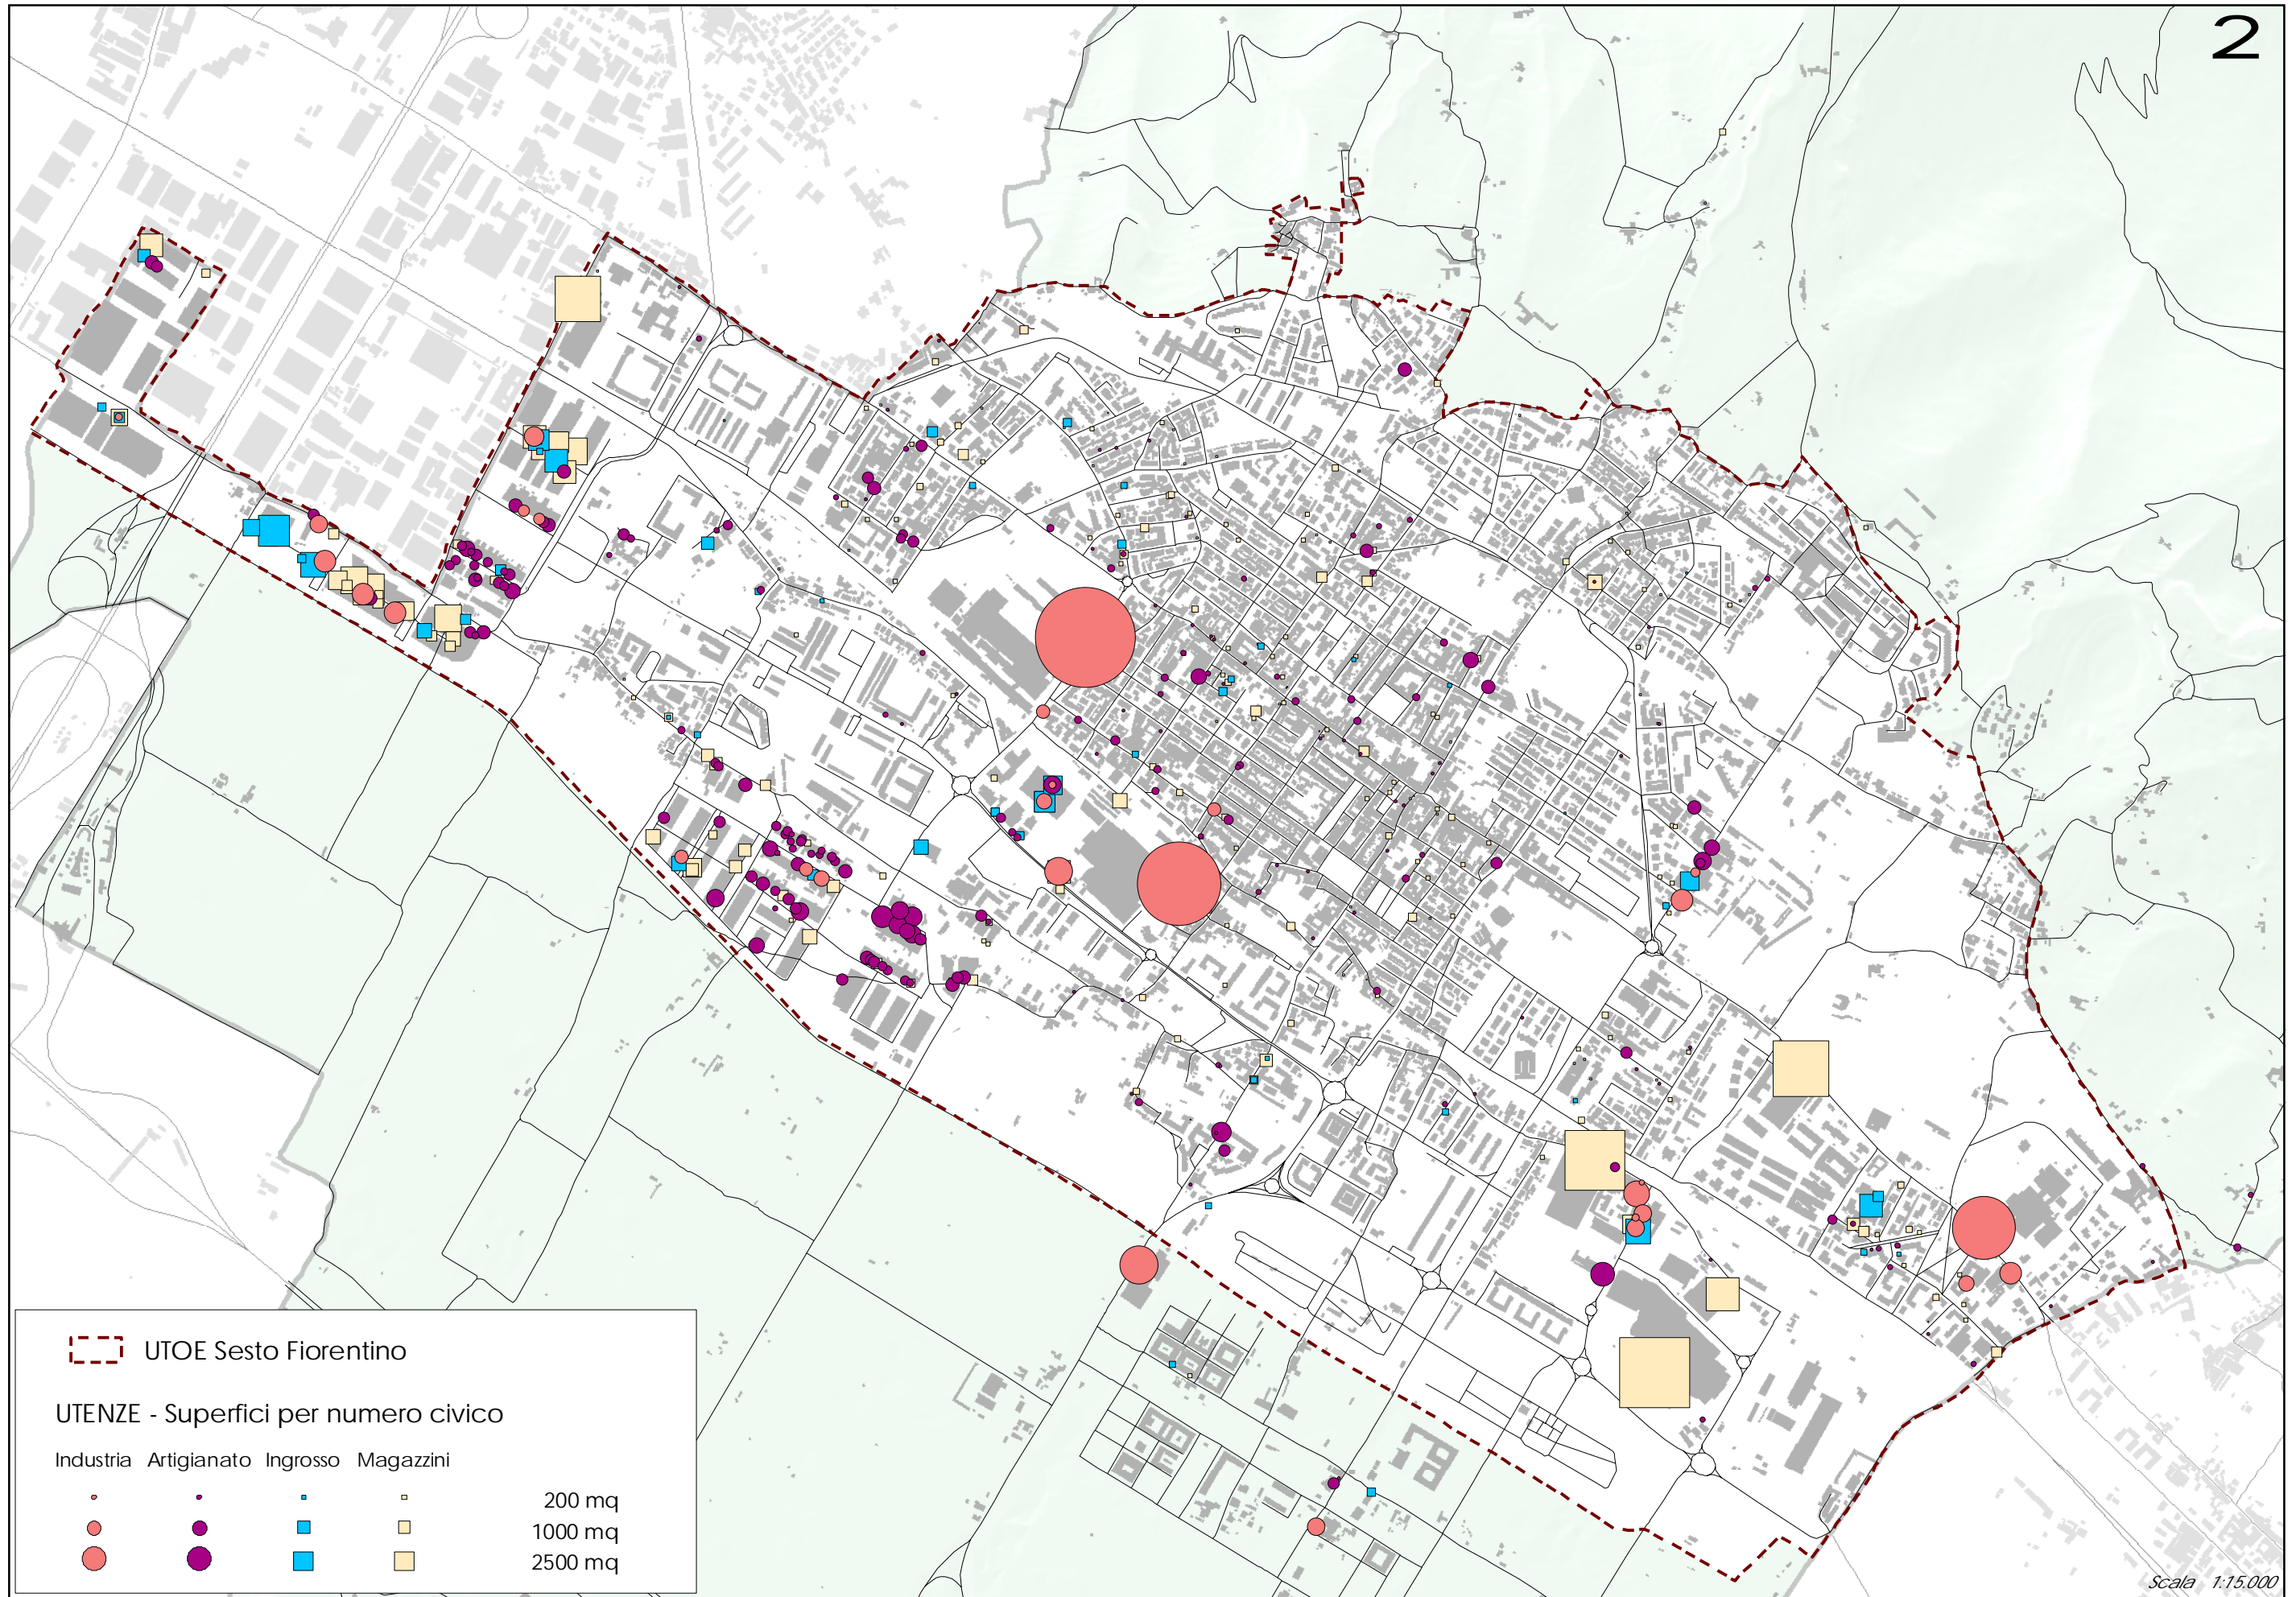 2
UTOE Sesto Fiorentino
UTENZE - Superfici per numero civico
Industria Artigianato Ingrosso Magazzini
200 mq
1000 mq
2500 mq
Scala 1:15.000